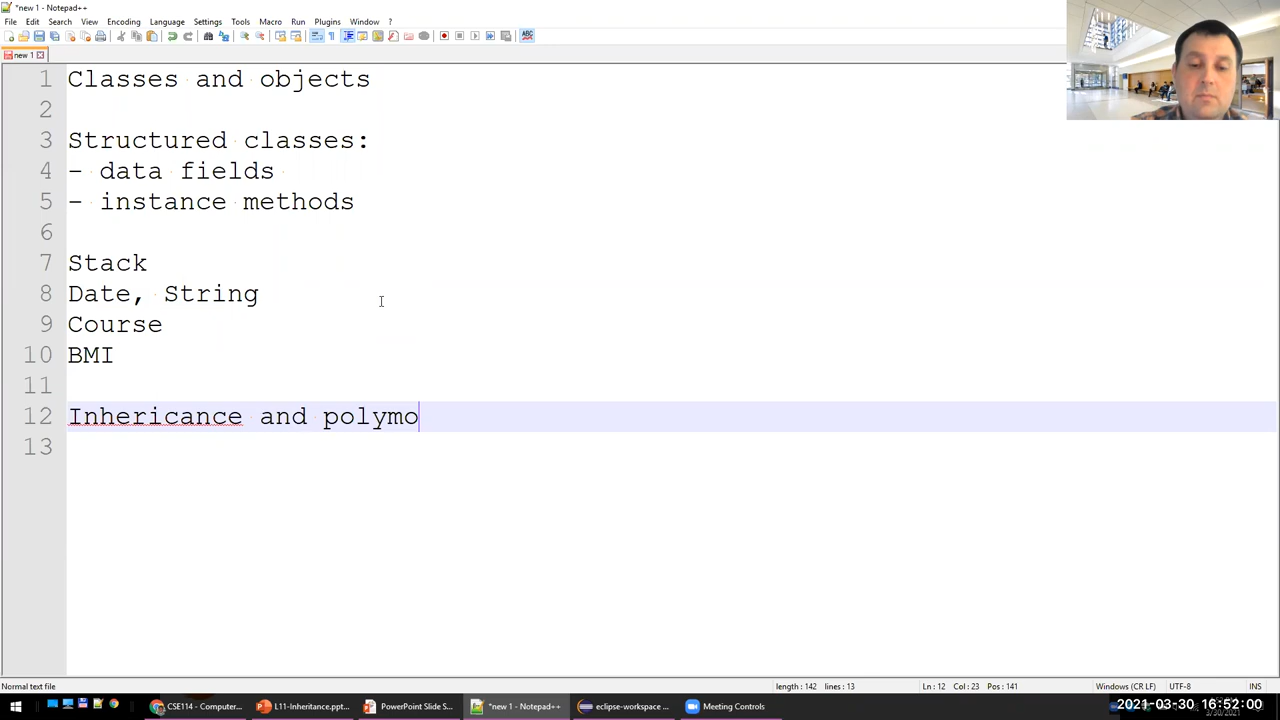 *new 1 - Notepad++
File Edit Search View Encoding Language Settings Tools Macro Run Plugins Window ?
new 1
1 Classes and objects
2
3 Structured classes:
4 - data fields
5 - instance methods
6
7 Stack
8 Date, String
9 Course
10 BMI
11
12 Inhericance and polymo
13
Normal text file length : 142 lines : 13 Ln : 12 Col : 23 Pos : 141 Windows (CR LF) UTF-8 INS
CSE114 - Computer... L11-Inheritance.ppt... PowerPoint Slide S... *new 1 - Notepad++ eclipse-workspace ... Meeting Controls
2021-03-30 16:52:00
3/30/2021